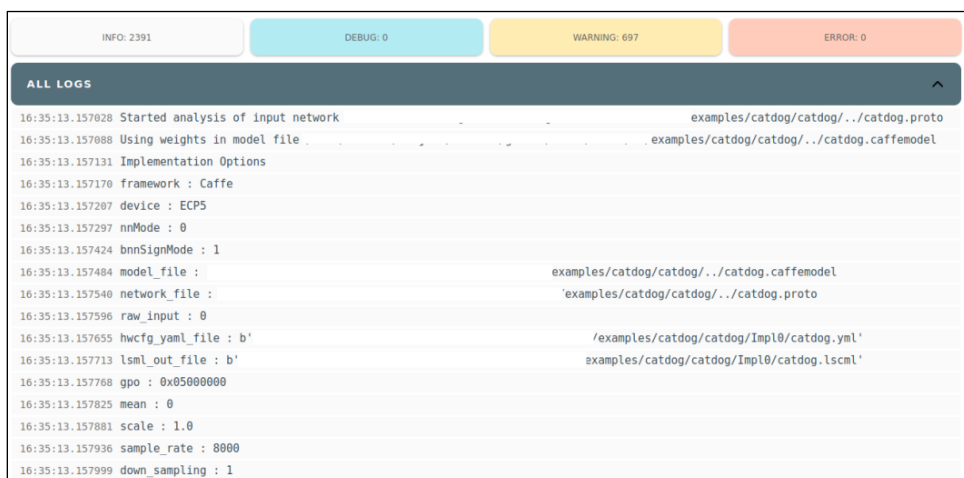 INFO: 2391
DEBUG: 0
WARNING: 697
ERROR: 0
ALL LOGS
16:35:13.157028 Started analysis of input network examples/catdog/catdog/../catdog.proto
16:35:13.157088 Using weights in model file examples/catdog/catdog/../catdog.caffemodel
16:35:13.157131 Implementation Options
16:35:13.157170 framework : Caffe
16:35:13.157207 device : ECP5
16:35:13.157297 nnMode : 0
16:35:13.157424 bnnSignMode : 1
16:35:13.157484 model_file : examples/catdog/catdog/../catdog.caffemodel
16:35:13.157540 network_file : examples/catdog/catdog/../catdog.proto
16:35:13.157596 raw_input : 0
16:35:13.157655 hwcfg_yaml_file : b' /examples/catdog/catdog/Impl0/catdog.yml'
16:35:13.157713 lsml_out_file : b' examples/catdog/catdog/Impl0/catdog.lscml'
16:35:13.157768 gpo : 0x05000000
16:35:13.157825 mean : 0
16:35:13.157881 scale : 1.0
16:35:13.157936 sample_rate : 8000
16:35:13.157999 down_sampling : 1